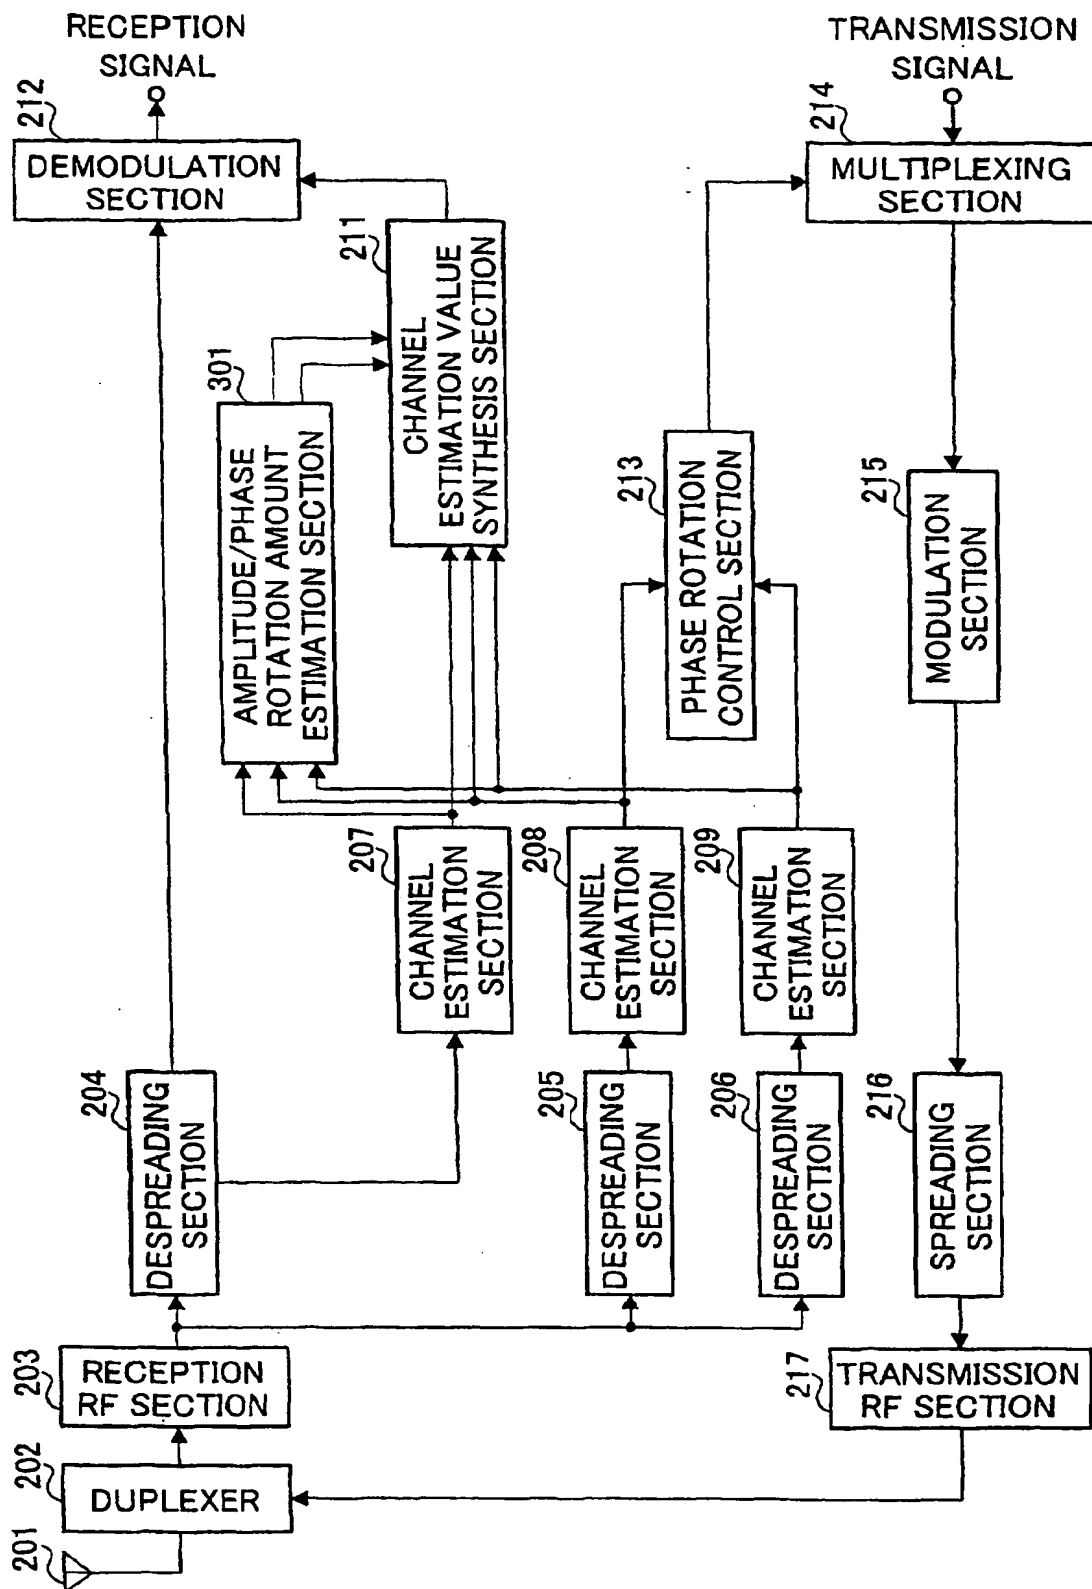 RECEPTION
SIGNAL
TRANSMISSION
SIGNAL
212
DEMODULATION
SECTION
214
MULTIPLEXING
SECTION
211
CHANNEL
ESTIMATION VALUE
SYNTHESIS SECTION
301
AMPLITUDE/PHASE
ROTATION AMOUNT
ESTIMATION SECTION
213
PHASE ROTATION
CONTROL SECTION
215
MODULATION
SECTION
207
CHANNEL
ESTIMATION
SECTION
208
CHANNEL
ESTIMATION
SECTION
209
CHANNEL
ESTIMATION
SECTION
204
DESPREADING
SECTION
205
DESPREADING
SECTION
206
DESPREADING
SECTION
216
SPREADING
SECTION
203
RECEPTION
RF SECTION
217
TRANSMISSION
RF SECTION
202
DUPLEXER
201